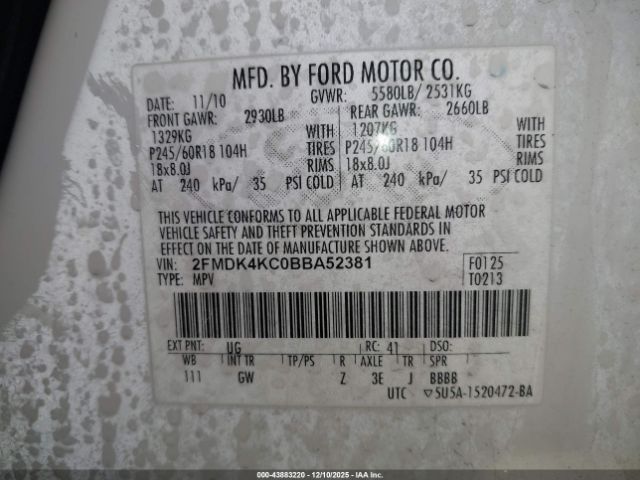 MFD. BY FORD MOTOR CO.
DATE: 11/10 GVWR: 5580LB/ 2531KG
FRONT GAWR: 2930LB REAR GAWR: 2660LB
1329KG WITH 1207KG WITH
P245/60R18 104H TIRES P245/60R18 104H TIRES
18x8.0J RIMS 18x8.0J RIMS
AT 240 kPa/ 35 PSI COLD AT 240 kPa/ 35 PSI COLD
THIS VEHICLE CONFORMS TO ALL APPLICABLE FEDERAL MOTOR
VEHICLE SAFETY AND THEFT PREVENTION STANDARDS IN
EFFECT ON THE DATE OF MANUFACTURE SHOWN ABOVE.
VIN: 2FMDK4KC0BBA52381 F0125
TYPE: MPV T0213
EXT PNT: UG RC: 41 DSO:
WB INT TR TP/PS R AXLE TR SPR
111 GW Z 3E J BBBB
UTC ▽5U5A-1520472-BA
000-43883220 - 12/10/2025 - IAAI.com